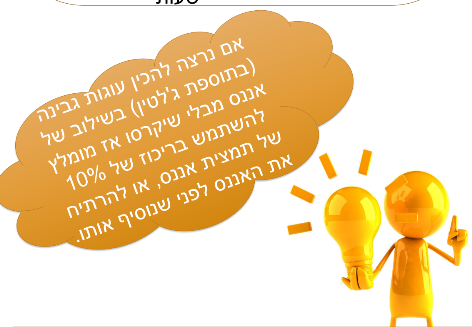 אם נרצה להכין עוגות גבינה
(בתוספת ג'לטין) בשילוב של
אננס מבלי שיקרסו אז מומלץ
להשתמש בריכוז של 10%
של תמצית אננס, או להרתיח
את האננס לפני שנוסיף אותו.